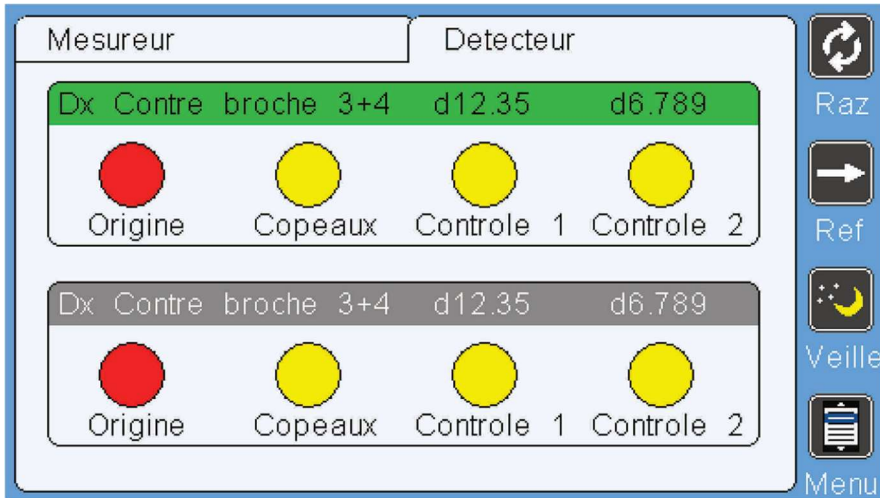 Mesureur
Detecteur
Dx Contre broche 3+4 d12.35 d6.789
Origine Copeaux Controle 1 Controle 2
Dx Contre broche 3+4 d12.35 d6.789
Origine Copeaux Controle 1 Controle 2
Raz
Ref
Veille
Menu